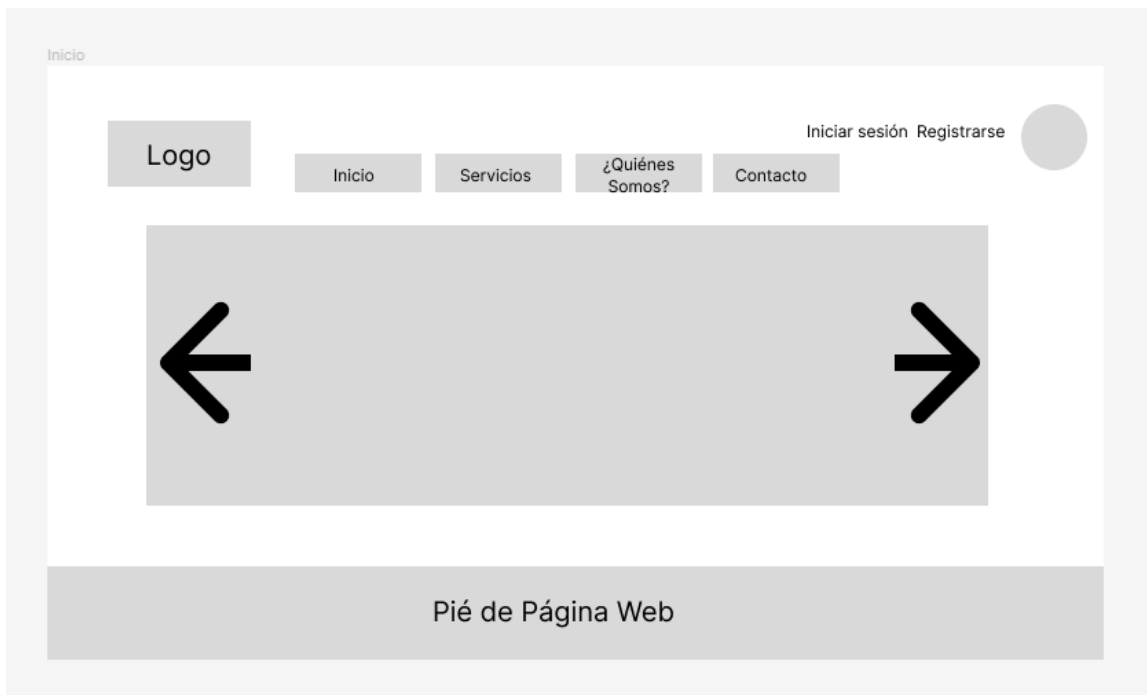 Inicio
Iniciar sesión Registrarse
Logo
Inicio
Servicios
¿Quiénes
Somos?
Contacto
Pié de Página Web